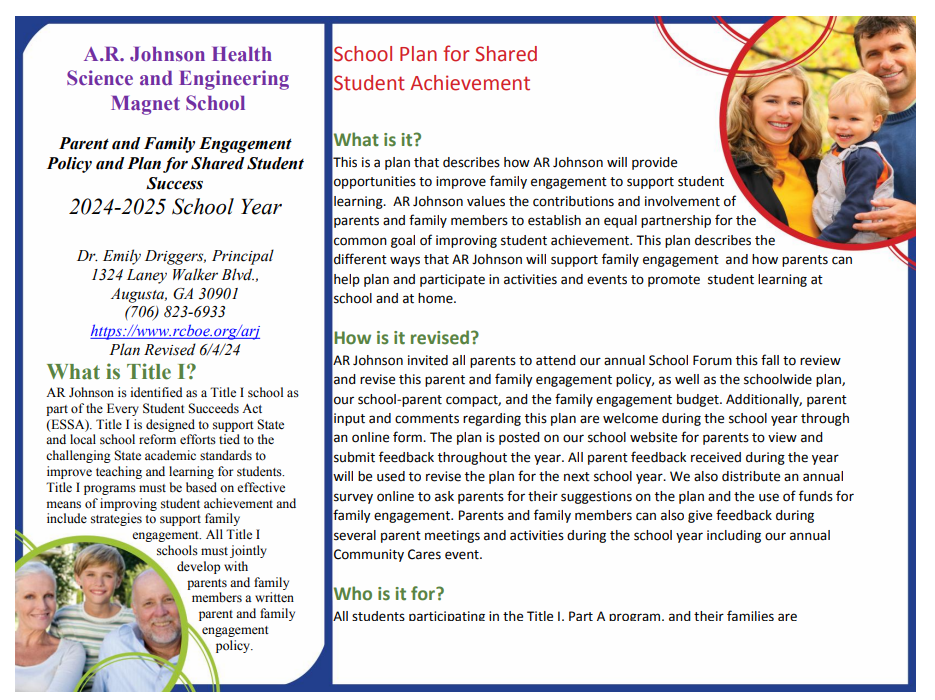 A.R. Johnson Health
Science and Engineering
Magnet School
Parent and Family Engagement
Policy and Plan for Shared Student
Success
2024-2025 School Year
Dr. Emily Driggers, Principal
1324 Laney Walker Blvd.,
Augusta, GA 30901
(706) 823-6933
https://www.rcboe.org/arj
Plan Revised 6/4/24
What is Title I?
AR Johnson is identified as a Title I school as
part of the Every Student Succeeds Act
(ESSA). Title I is designed to support State
and local school reform efforts tied to the
challenging State academic standards to
improve teaching and learning for students.
Title I programs must be based on effective
means of improving student achievement and
include strategies to support family
engagement. All Title I
schools must jointly
develop with
parents and family
members a written
parent and family
engagement
policy.
School Plan for Shared
Student Achievement
What is it?
This is a plan that describes how AR Johnson will provide
opportunities to improve family engagement to support student
learning.  AR Johnson values the contributions and involvement of
parents and family members to establish an equal partnership for the
common goal of improving student achievement. This plan describes the
different ways that AR Johnson will support family engagement  and how parents can
help plan and participate in activities and events to promote  student learning at
school and at home.
How is it revised?
AR Johnson invited all parents to attend our annual School Forum this fall to review
and revise this parent and family engagement policy, as well as the schoolwide plan,
our school-parent compact, and the family engagement budget. Additionally, parent
input and comments regarding this plan are welcome during the school year through
an online form. The plan is posted on our school website for parents to view and
submit feedback throughout the year. All parent feedback received during the year
will be used to revise the plan for the next school year. We also distribute an annual
survey online to ask parents for their suggestions on the plan and the use of funds for
family engagement. Parents and family members can also give feedback during
several parent meetings and activities during the school year including our annual
Community Cares event.
Who is it for?
All students participating in the Title I, Part A program, and their families are